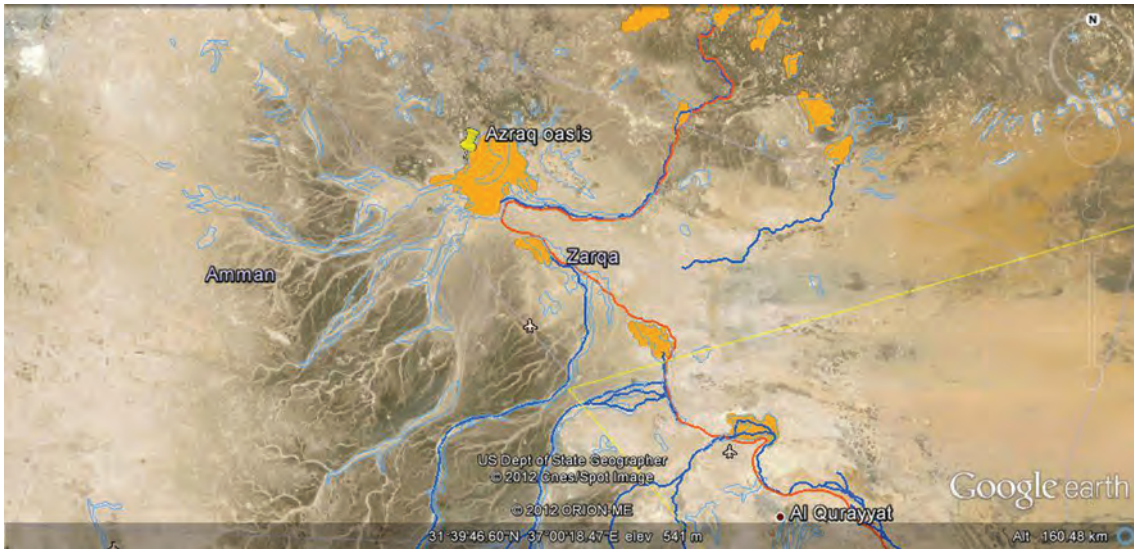 N
Azraq oasis
Zarqa
Amman
US Dept of State Geographer
© 2012 Cnes/Spot Image
© 2012 ORION-ME
Google earth
Al Qurayyat
31°39'46.60"N 37°00'18.47"E elev 541 m
Alt 160.48 km